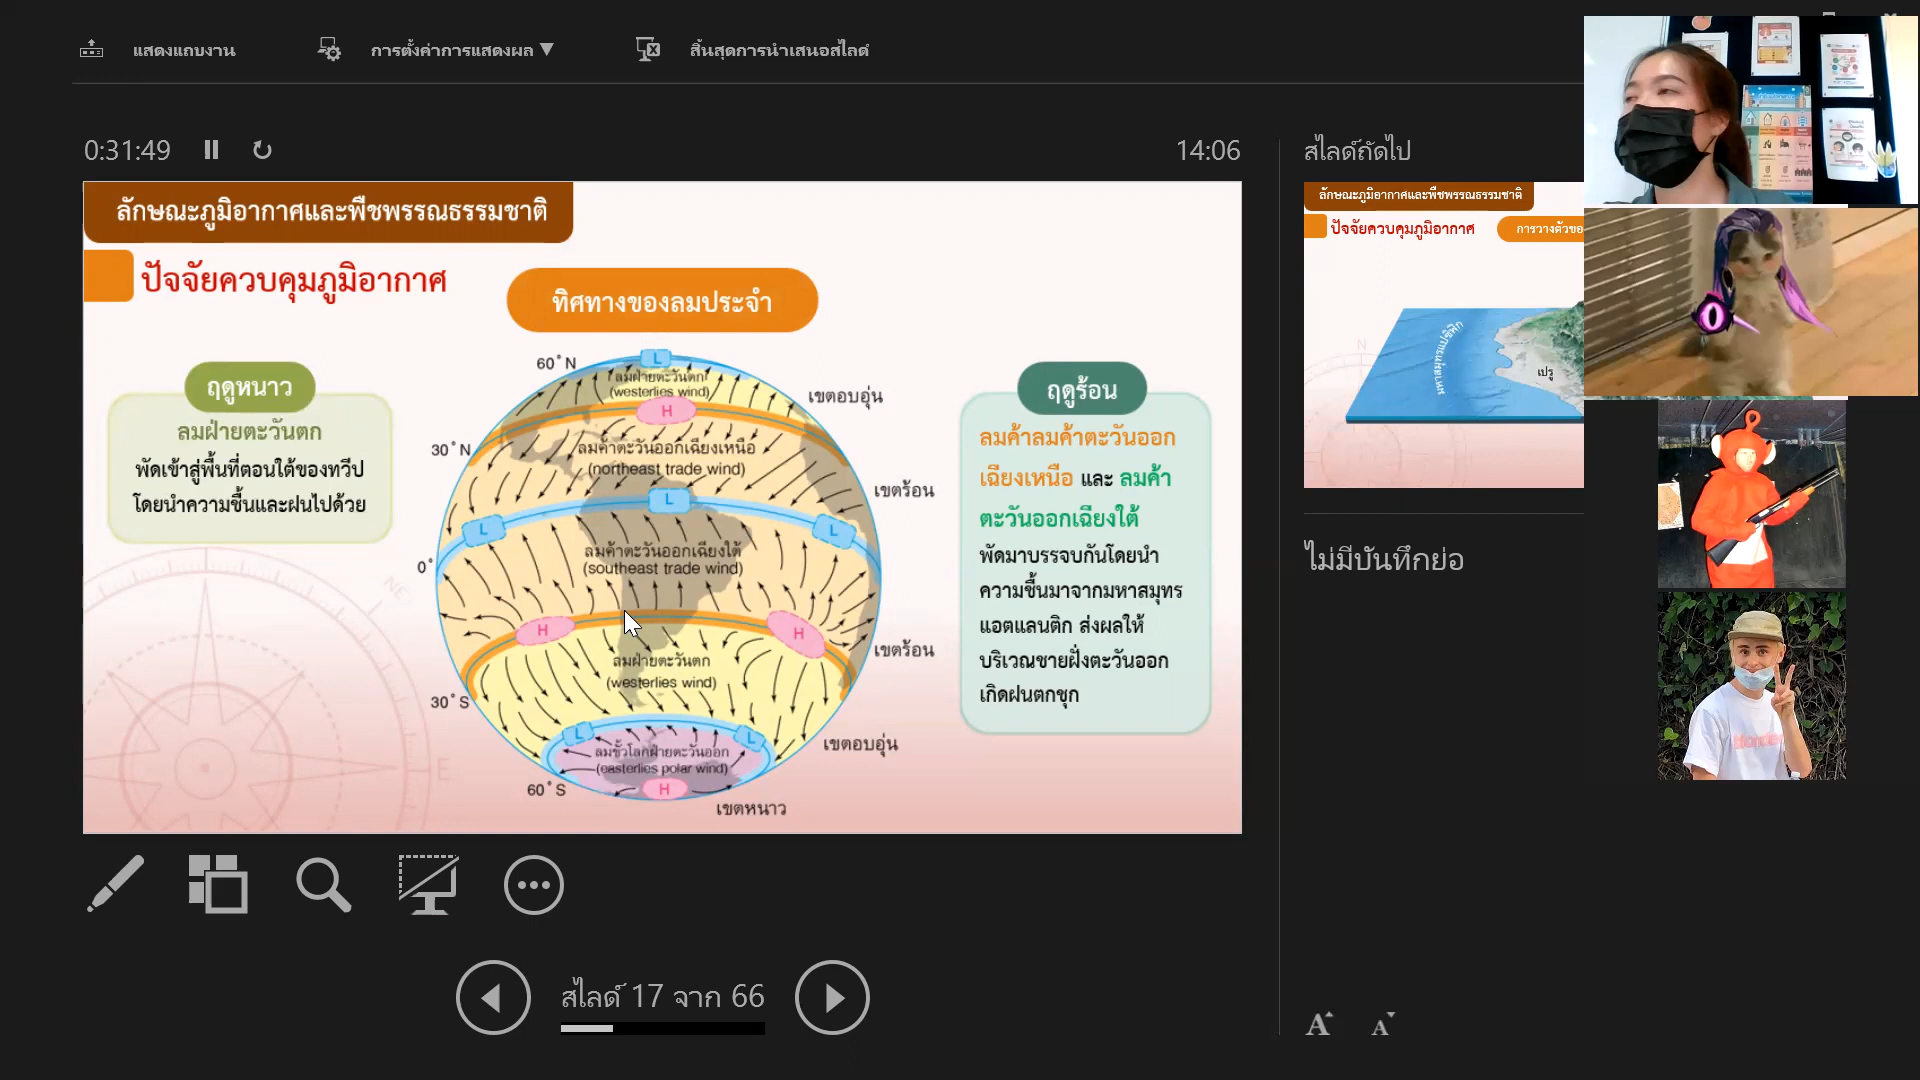 แสดงแถบงาน
การตั้งค่าการแสดงผล
สิ้นสุดการนำเสนอสไลด์
0:31:49
14:06
ลักษณะภูมิอากาศและพืชพรรณธรรมชาติ
ปัจจัยควบคุมภูมิอากาศ
ทิศทางของลมประจำ
ฤดูหนาว
ลมฝ่ายตะวันตก
พัดเข้าสู่พื้นที่ตอนใต้ของทวีป
โดยนำความชื้นและฝนไปด้วย
60°N
L
ลมฝ่ายตะวันตก
(westerlies wind)
H
เขตอบอุ่น
30°N
ลมค้าตะวันออกเฉียงเหนือ
(northeast trade wind)
เขตร้อน
L
L
L
0°
ลมค้าตะวันออกเฉียงใต้
(southeast trade wind)
H
H
เขตร้อน
ลมฝ่ายตะวันตก
(westerlies wind)
30°S
L
L
เขตอบอุ่น
ลมขั้วโลกฝ่ายตะวันออก
(easterlies polar wind)
60°S
H
เขตหนาว
NE
E
ฤดูร้อน
ลมค้าลมค้าตะวันออก
เฉียงเหนือ และ ลมค้า
ตะวันออกเฉียงใต้
พัดมาบรรจบกันโดยนำ
ความชื้นมาจากมหาสมุทร
แอตแลนติก ส่งผลให้
บริเวณชายฝั่งตะวันออก
เกิดฝนตกชุก
สไลด์ 17 จาก 66
สไลด์ถัดไป
ลักษณะภูมิอากาศและพืชพรรณธรรมชาติ
ปัจจัยควบคุมภูมิอากาศ
การวางตัวขอ
N
มหาสมุทรแปซิฟิก
เปรู
ไม่มีบันทึกย่อ
A
A